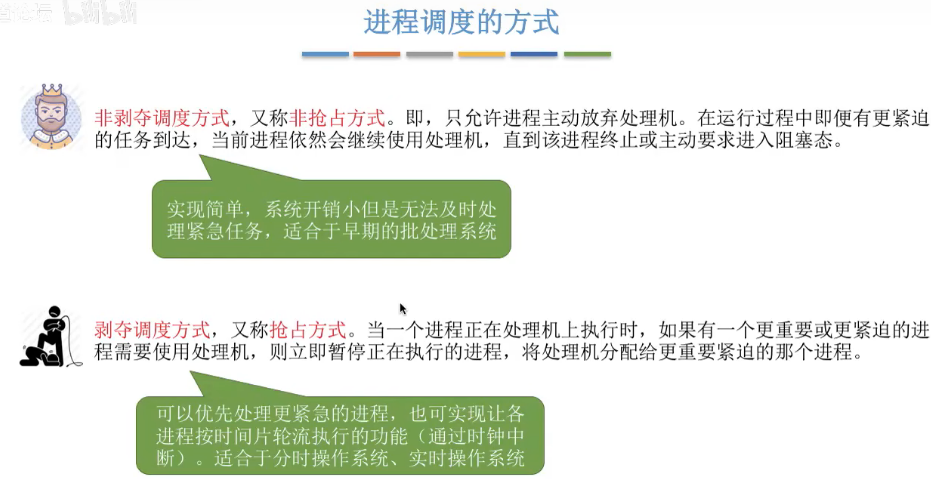 bilibili
进程调度的方式
非剥夺调度方式，又称非抢占方式。即，只允许进程主动放弃处理机。在运行过程中即便有更紧迫
的任务到达，当前进程依然会继续使用处理机，直到该进程终止或主动要求进入阻塞态。
实现简单，系统开销小但是无法及时处
理紧急任务，适合于早期的批处理系统
剥夺调度方式，又称抢占方式。当一个进程正在处理机上执行时，如果有一个更重要或更紧迫的进
程需要使用处理机，则立即暂停正在执行的进程，将处理机分配给更重要紧迫的那个进程。
可以优先处理更紧急的进程，也可实现让各
进程按时间片轮流执行的功能（通过时钟中
断）。适合于分时操作系统、实时操作系统